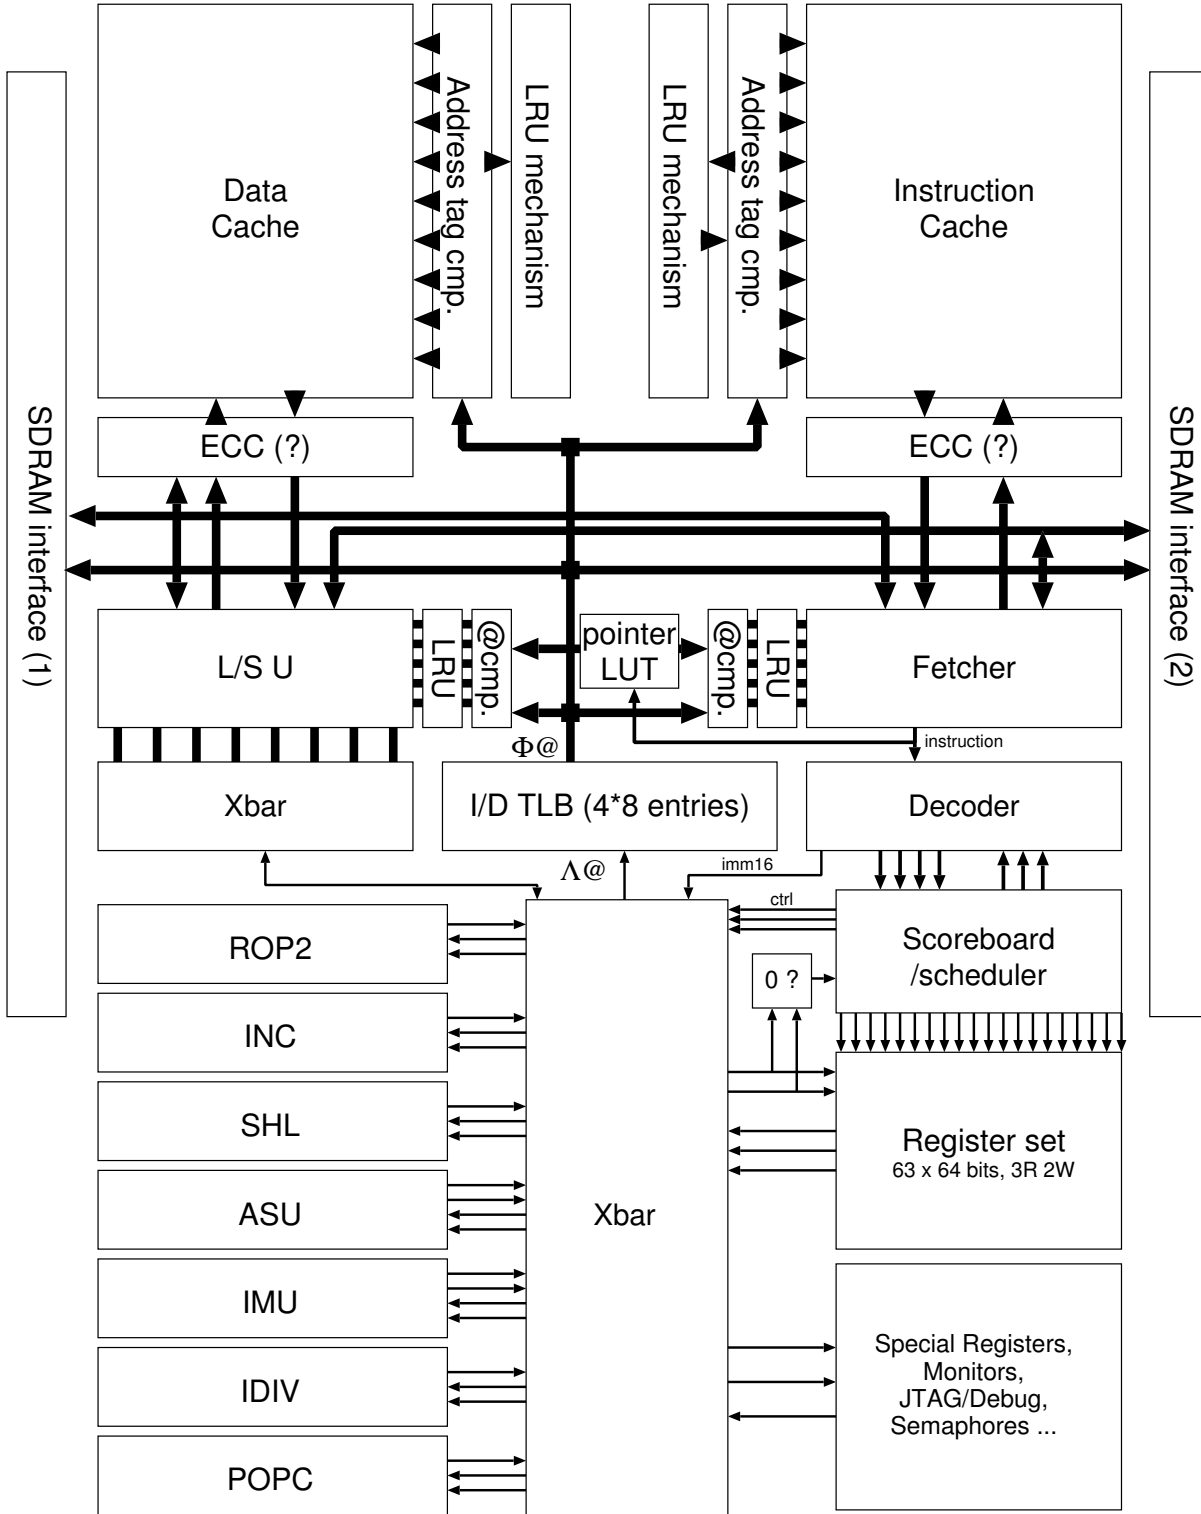 Data
Cache
Address tag cmp.
LRU mechanism
LRU mechanism
Address tag cmp.
Instruction
Cache
SDRAM interface (1)
SDRAM interface (2)
ECC (?)
ECC (?)
L/S U
LRU
@cmp.
pointer
LUT
@cmp.
LRU
Fetcher
Φ@
instruction
Xbar
I/D TLB (4*8 entries)
Decoder
Λ@
imm16
ctrl
ROP2
Scoreboard
/scheduler
0 ?
INC
SHL
Register set
63 x 64 bits, 3R 2W
ASU
Xbar
IMU
Special Registers,
Monitors,
JTAG/Debug,
Semaphores ...
IDIV
POPC